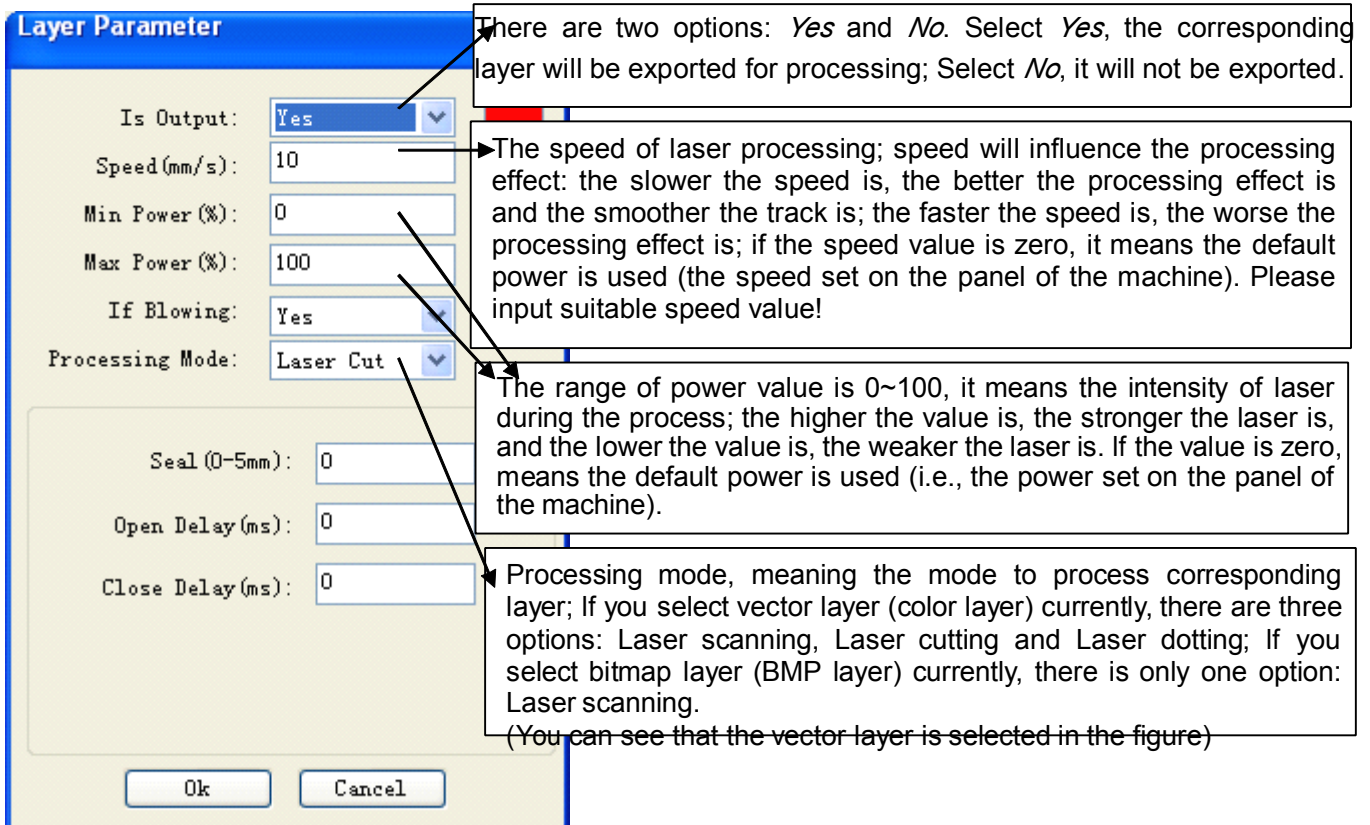 Layer Parameter
There are two options: Yes and No. Select Yes, the corresponding
layer will be exported for processing; Select No, it will not be exported.
Is Output: Yes
Speed(mm/s): 10
Min Power(%): 0
Max Power(%): 100
If Blowing: Yes
Processing Mode: Laser Cut
The speed of laser processing; speed will influence the processing
effect: the slower the speed is, the better the processing effect is
and the smoother the track is; the faster the speed is, the worse the
processing effect is; if the speed value is zero, it means the default
power is used (the speed set on the panel of the machine). Please
input suitable speed value!
The range of power value is 0~100, it means the intensity of laser
during the process; the higher the value is, the stronger the laser is,
and the lower the value is, the weaker the laser is. If the value is zero,
means the default power is used (i.e., the power set on the panel of
the machine).
Seal(0-5mm): 0
Open Delay(ms): 0
Close Delay(ms): 0
Processing mode, meaning the mode to process corresponding
layer; If you select vector layer (color layer) currently, there are three
options: Laser scanning, Laser cutting and Laser dotting; If you
select bitmap layer (BMP layer) currently, there is only one option:
Laser scanning.
(You can see that the vector layer is selected in the figure)
Ok Cancel